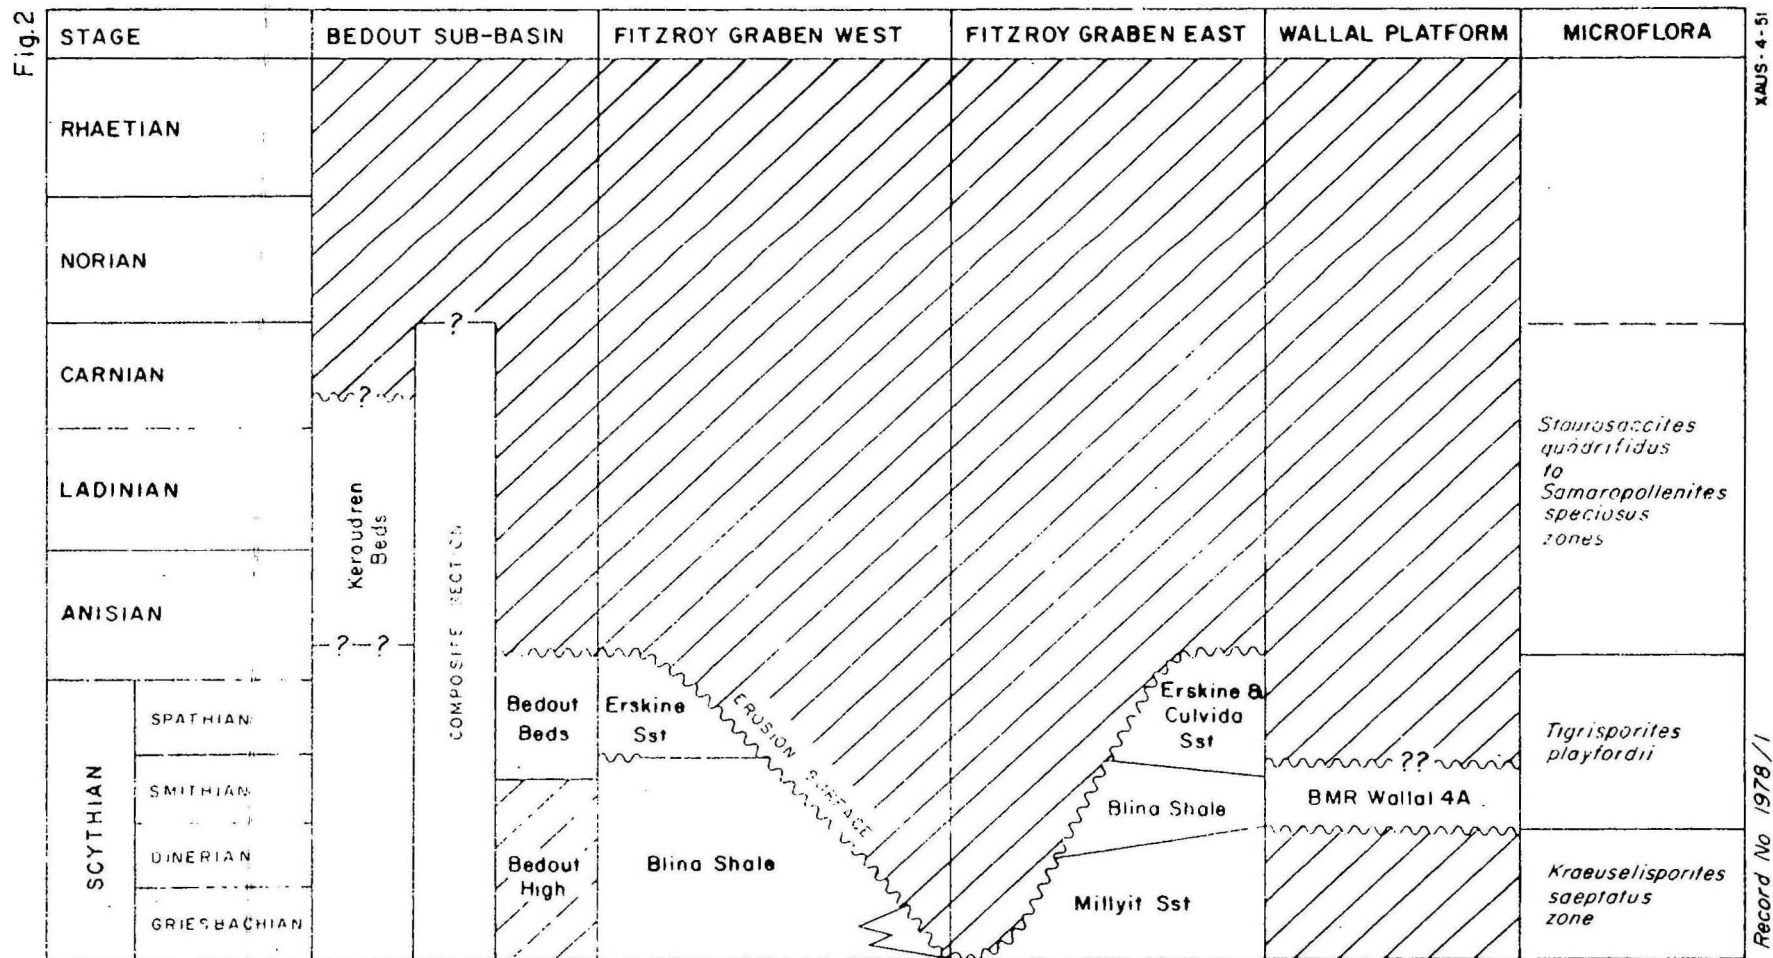 Fig. 2
XAUS-4-51
STAGE
BEDOUT SUB-BASIN
FITZROY GRABEN WEST
FITZROY GRABEN EAST
WALLAL PLATFORM
MICROFLORA
RHAETIAN
NORIAN
?
CARNIAN
?
LADINIAN
Keroudren
Beds
COMPOSITE SECTION
Staurosaccites
quadrifidus
to
Samaropollenites
speciosus
zones
ANISIAN
? ?
SCYTHIAN
SPATHIAN
Bedout
Beds
Erskine
Sst
EROSION SURFACE
Erskine &
Culvida
Sst
Tigrisporites
playfordii
??
SMITHIAN
Blina Shale
BMR Wallal 4A
DINERIAN
Bedout
High
Blina Shale
GRIESBACHIAN
Millyit Sst
Kraeuselisporites
saeptatus
zone
Record No 1978/1